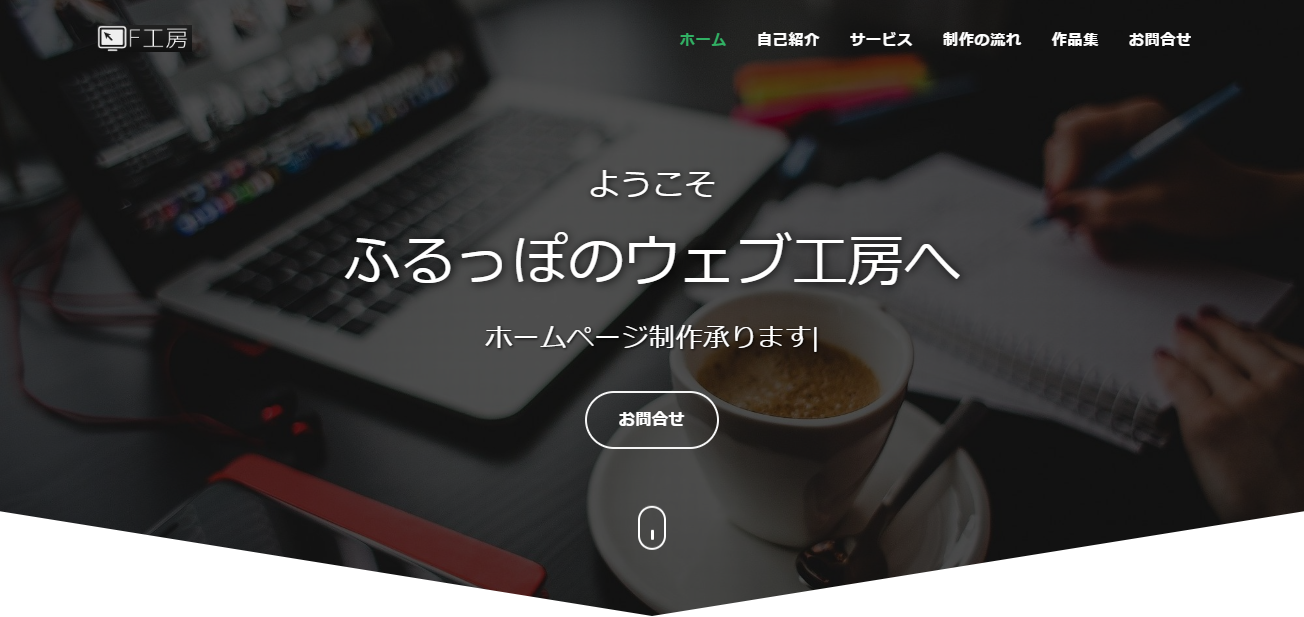 F工房
ホーム 自己紹介 サービス 制作の流れ 作品集 お問合せ
ようこそ
ふるっぽのウェブ工房へ
ホームページ制作承ります|
お問合せ